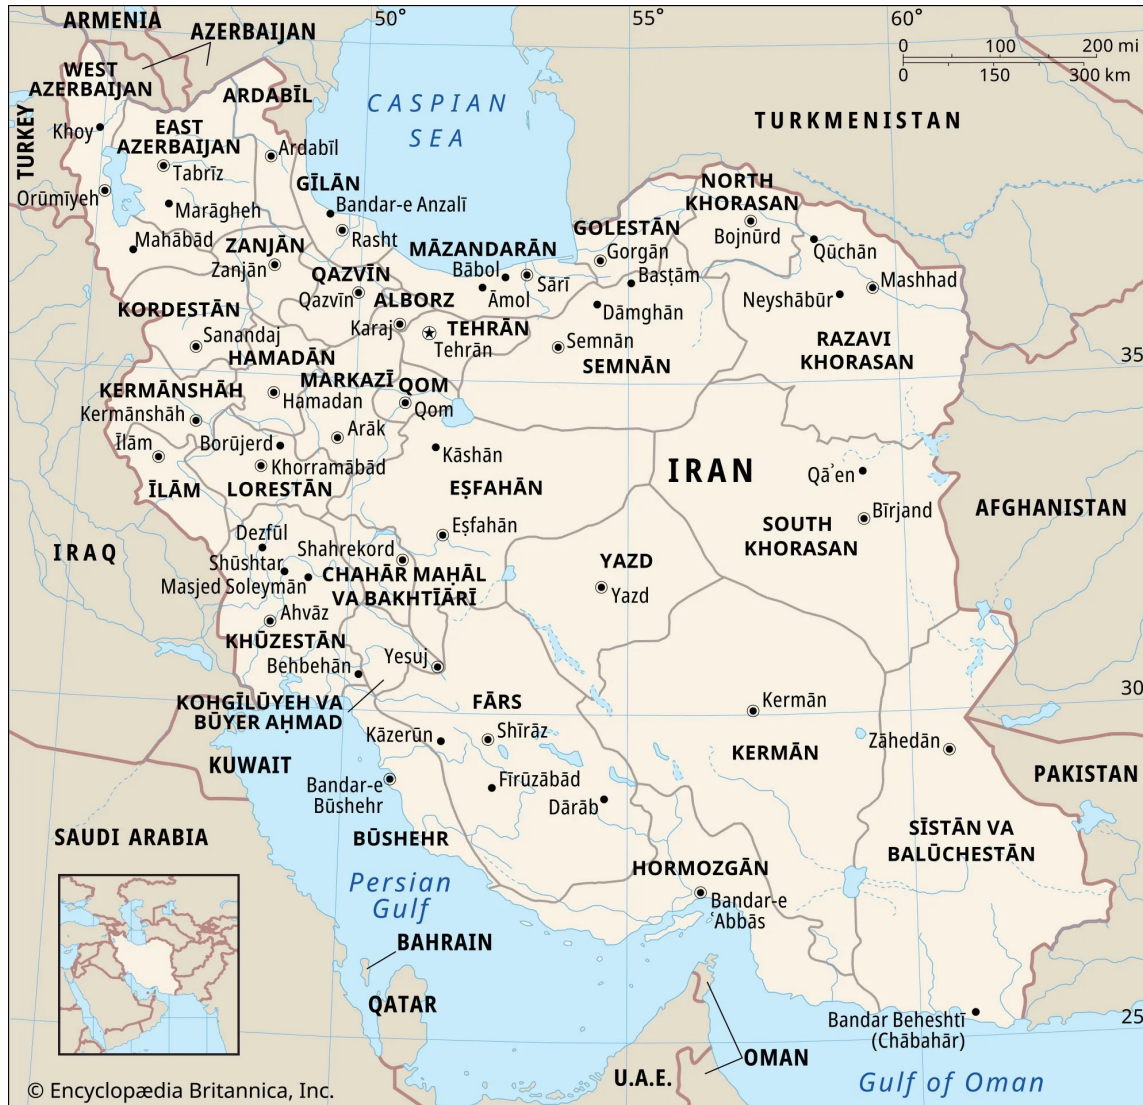 ARMENIA
AZERBAIJAN
50°
55°
60°
0 100 200 mi
0 150 300 km
WEST
AZERBAIJAN
ARDABĪL
CASPIAN
SEA
TURKEY
Khoy
EAST
AZERBAIJAN
Ardabīl
TURKMENISTAN
Tabrīz
Orūmīyeh
Marāgheh
GĪLĀN
Bandar-e Anzalī
NORTH
KHORASAN
Bojnūrd
Mahābād
ZANJĀN
Zanjān
Rasht
MĀZANDARĀN
GOLESTĀN
Gorgān
Qūchān
QAZVĪN
Qazvīn
Bābol
Āmol
Sārī
Basṭām
Mashhad
Neyshābūr
KORDESTĀN
Sanandaj
ALBORZ
Karaj
TEHRĀN
Tehrān
Dāmghān
Semnān
SEMNĀN
RAZAVI
KHORASAN
35°
HAMADĀN
Hamadan
MARKAZĪ
QOM
Qom
KERMĀNSHĀH
Kermānshāh
Arāk
Īlām
Borūjerd
Khorramābād
Kāshān
IRAN
Qāʾen
ĪLĀM
LORESTĀN
EṢFAHĀN
Bīrjand
AFGHANISTAN
IRAQ
Dezfūl
Eṣfahān
SOUTH
KHORASAN
Shūshtar
Shahrekord
Masjed Soleymān
CHAHĀR MAḤĀL
VA BAKHTĪĀRĪ
YAZD
Yazd
Ahvāz
KHŪZESTĀN
Behbehān
Yesuj
KOHGĪLŪYEH VA
BŪYER AḤMAD
FĀRS
Kermān
30°
Kāzerūn
Shīrāz
KERMĀN
Zāhedān
KUWAIT
Bandar-e
Būshehr
Fīrūzābād
Dārāb
PAKISTAN
SAUDI ARABIA
BŪSHEHR
SĪSTĀN VA
BALŪCHESTĀN
HORMOZGĀN
Persian
Gulf
Bandar-e
ʿAbbās
BAHRAIN
QATAR
Bandar Beheshtī
(Chābahār)
25°
OMAN
U.A.E.
Gulf of Oman
© Encyclopædia Britannica, Inc.